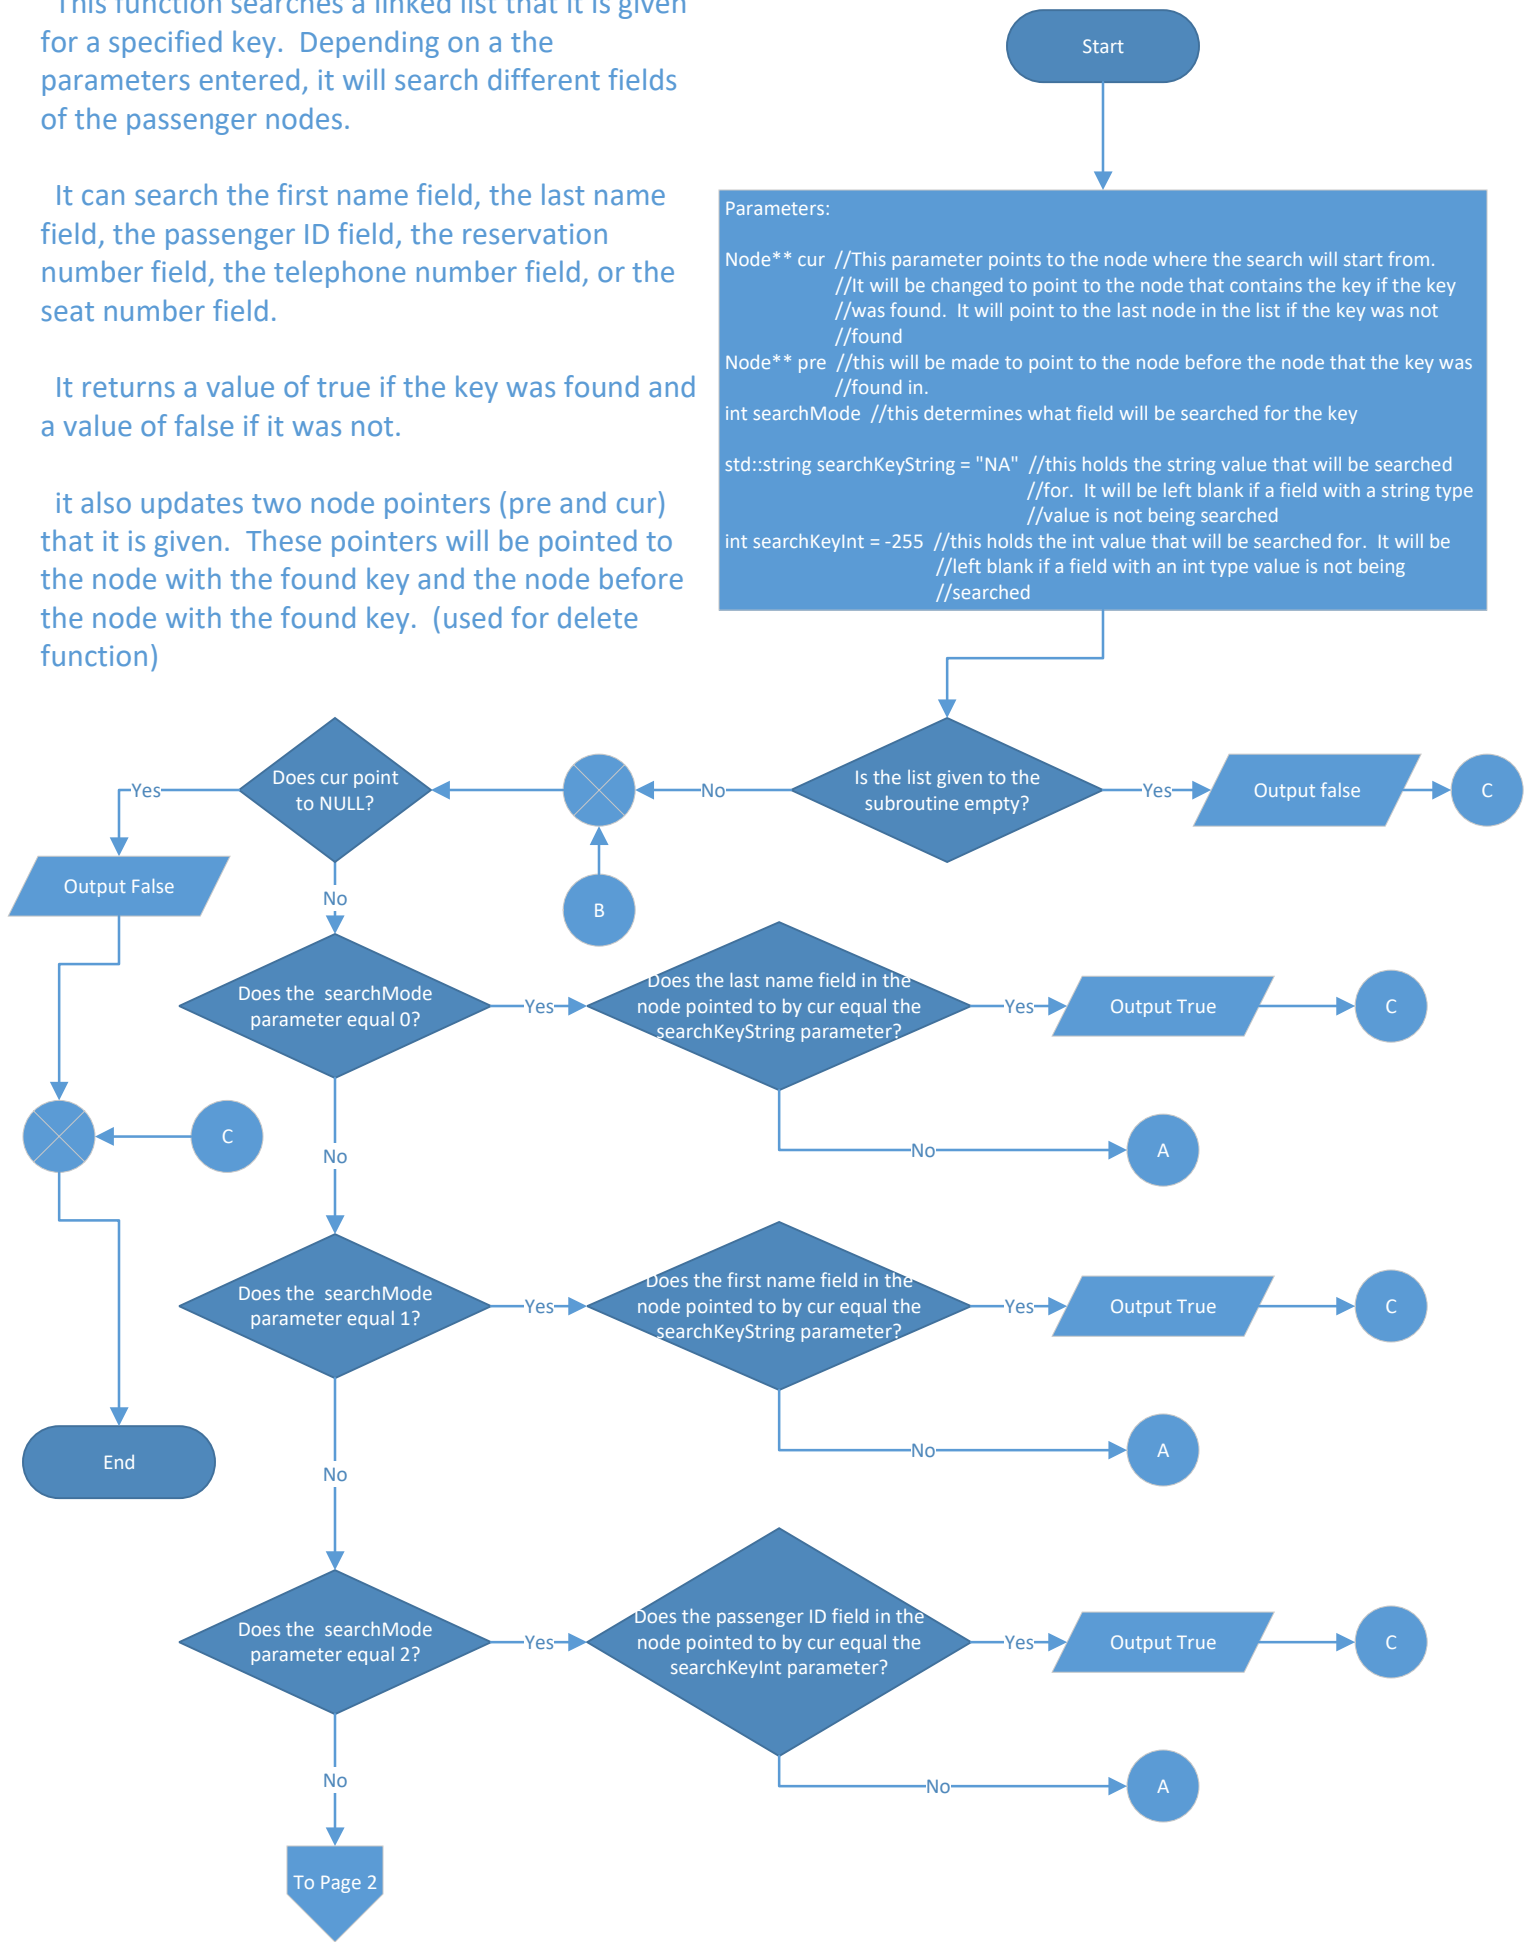 This function searches a linked list that it is given
for a specified key.  Depending on a the
parameters entered, it will search different fields
of the passenger nodes.
It can search the first name field, the last name
field, the passenger ID field, the reservation
number field, the telephone number field, or the
seat number field.
It returns a value of true if the key was found and
a value of false if it was not.
it also updates two node pointers (pre and cur)
that it is given.  These pointers will be pointed to
the node with the found key and the node before
the node with the found key.  (used for delete
function)
Start
Parameters:
Node** cur  //This parameter points to the node where the search will start from.
//It will be changed to point to the node that contains the key if the key
//was found.  It will point to the last node in the list if the key was not
//found
Node** pre  //this will be made to point to the node before the node that the key was
//found in.
int searchMode  //this determines what field will be searched for the key
std::string searchKeyString = "NA"  //this holds the string value that will be searched
//for.  It will be left blank if a field with a string type
//value is not being searched
int searchKeyInt = -255  //this holds the int value that will be searched for.  It will be
//left blank if a field with an int type value is not being
//searched
Is the list given to the
subroutine empty?
Yes
Output false
C
No
B
Does cur point
to NULL?
Yes
Output False
No
Does the  searchMode
parameter equal 0?
Yes
Does the last name field in the
node pointed to by cur equal the
searchKeyString parameter?
Yes
Output True
C
No
A
C
No
End
Does the  searchMode
parameter equal 1?
Yes
Does the first name field in the
node pointed to by cur equal the
searchKeyString parameter?
Yes
Output True
C
No
A
No
Does the  searchMode
parameter equal 2?
Yes
Does the passenger ID field in the
node pointed to by cur equal the
searchKeyInt parameter?
Yes
Output True
C
No
A
No
To Page 2